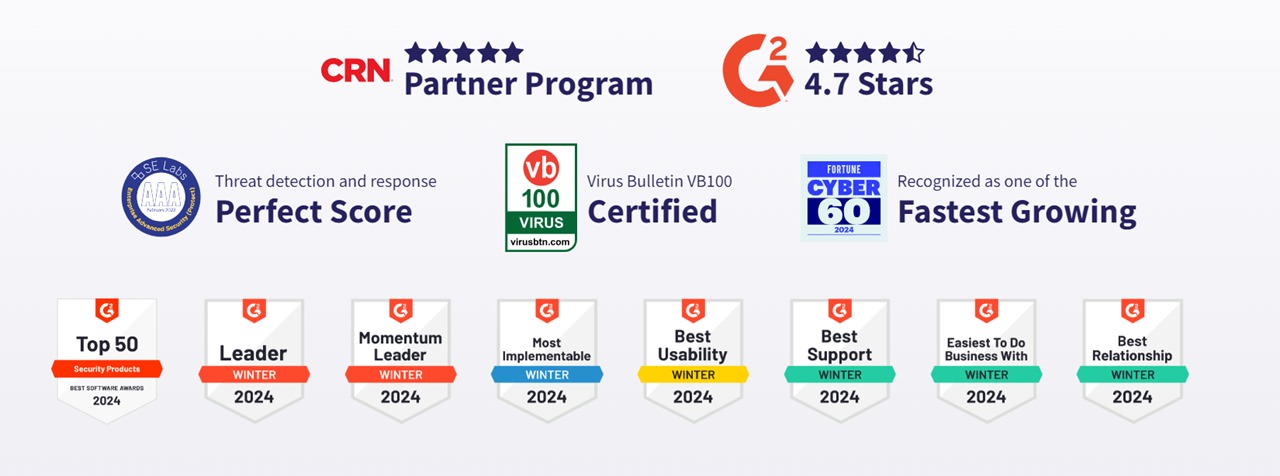 CRN
Partner Program
G2
4.7 Stars
SE Labs
AAA
February 2023
Enterprise Advanced Security (Protect)
Threat detection and response
Perfect Score
vb
100
VIRUS
virusbtn.com
Virus Bulletin VB100
Certified
FORTUNE
CYBER
60
2024
Recognized as one of the
Fastest Growing
G2
Top 50
Security Products
BEST SOFTWARE AWARDS
2024
G2
Leader
WINTER
2024
G2
Momentum
Leader
WINTER
2024
G2
Most
Implementable
WINTER
2024
G2
Best
Usability
WINTER
2024
G2
Best
Support
WINTER
2024
G2
Easiest To Do
Business With
WINTER
2024
G2
Best
Relationship
WINTER
2024